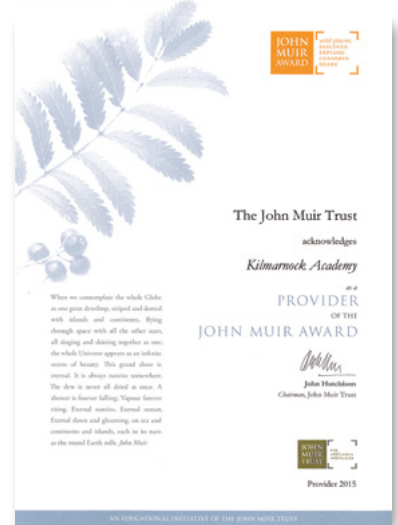 JOHN
MUIR
AWARD
wild places
DISCOVER
EXPLORE
CONSERVE
SHARE
The John Muir Trust
acknowledges
Kilmarnock Academy
as a
PROVIDER
OF THE
JOHN MUIR AWARD
When we contemplate the whole Globe
as one great dewdrop, striped and dotted
with islands and continents, flying
through space with all the other stars,
all singing and shining together as one,
the whole Universe appears as an infinite
storm of beauty. This grand show is
eternal. It is always sunrise somewhere.
The dew is never all dried at once. A
shower is forever falling; Vapour forever
rising. Eternal sunrise, Eternal sunset,
Eternal dawn and gloaming, on sea and
continents and islands, each in its turn
as the round Earth rolls. John Muir
John Hutchison
Chairman, John Muir Trust
JOHN
MUIR
TRUST
Provider 2015
AN EDUCATIONAL INITIATIVE OF THE JOHN MUIR TRUST